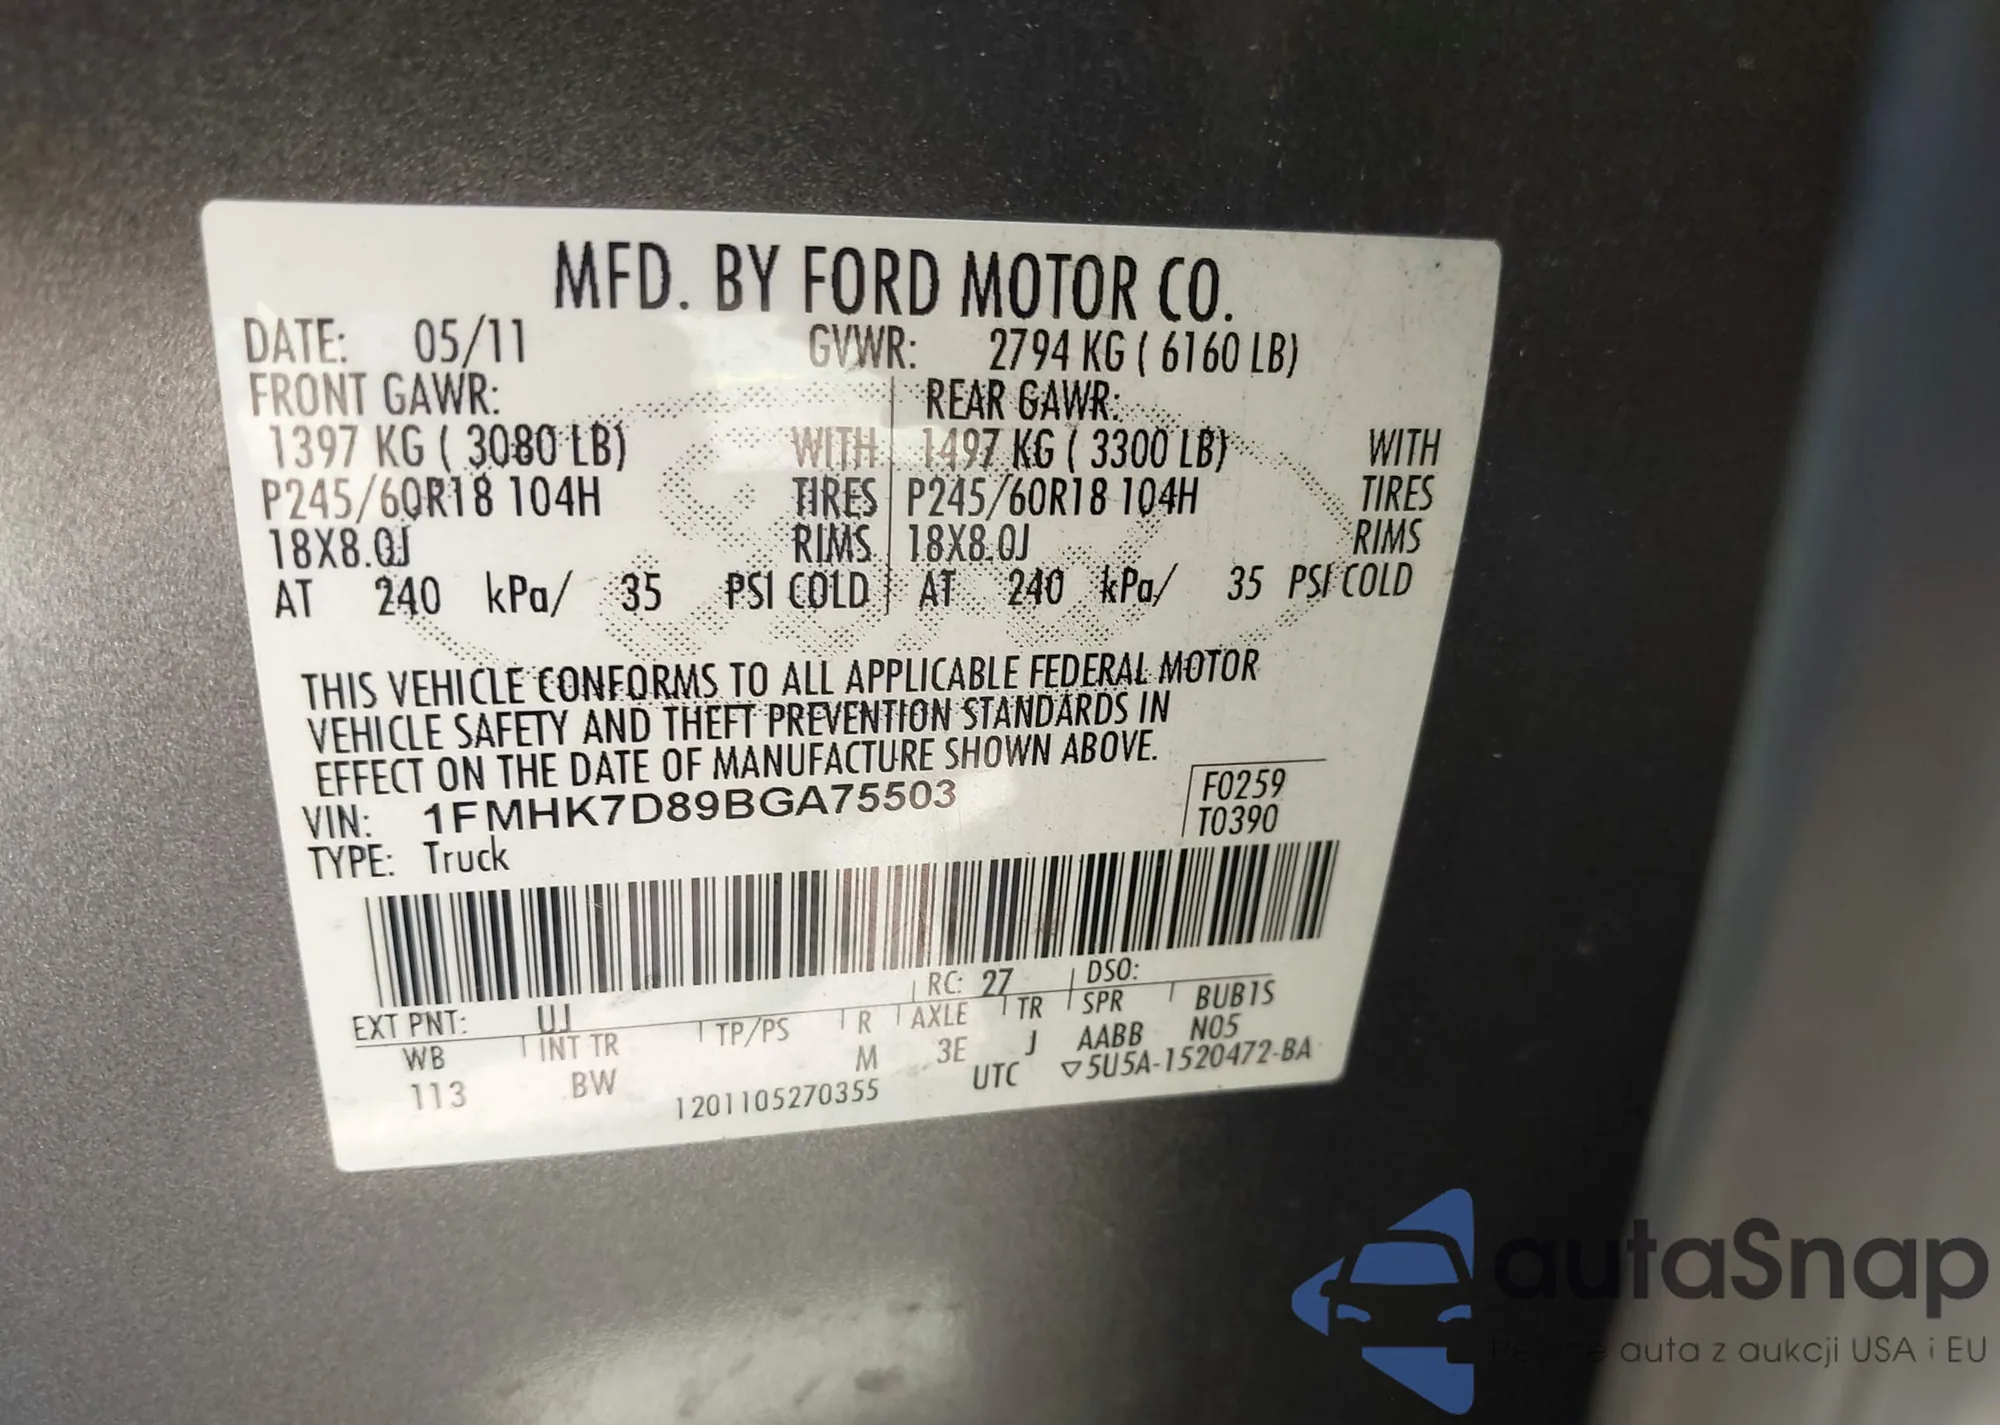 MFD. BY FORD MOTOR CO.
DATE: 05/11 GVWR: 2794 KG ( 6160 LB)
FRONT GAWR: REAR GAWR:
1397 KG ( 3080 LB) WITH 1497 KG ( 3300 LB) WITH
P245/60R18 104H TIRES P245/60R18 104H TIRES
18X8.0J RIMS 18X8.0J RIMS
AT 240 kPa/ 35 PSI COLD AT 240 kPa/ 35 PSI COLD
THIS VEHICLE CONFORMS TO ALL APPLICABLE FEDERAL MOTOR
VEHICLE SAFETY AND THEFT PREVENTION STANDARDS IN
EFFECT ON THE DATE OF MANUFACTURE SHOWN ABOVE.
VIN: 1FMHK7D89BGA75503 F0259
TYPE: Truck T0390
EXT PNT: UJ RC: 27 DSO:
WB INT TR TP/PS R AXLE TR SPR BUB1S
113 BW M 3E J AABB N05
1201105270355 UTC ▽5U5A-1520472-BA
autaSnap
auta z aukcji USA i EU